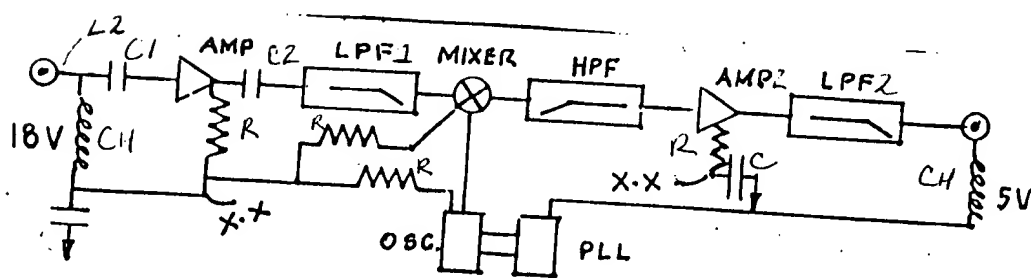 L2 C1 AMP C2 LPF1 MIXER HPF AMP2 LPF2
18V CH R R R C CH 5V
X·X R X·X
OSC. PLL